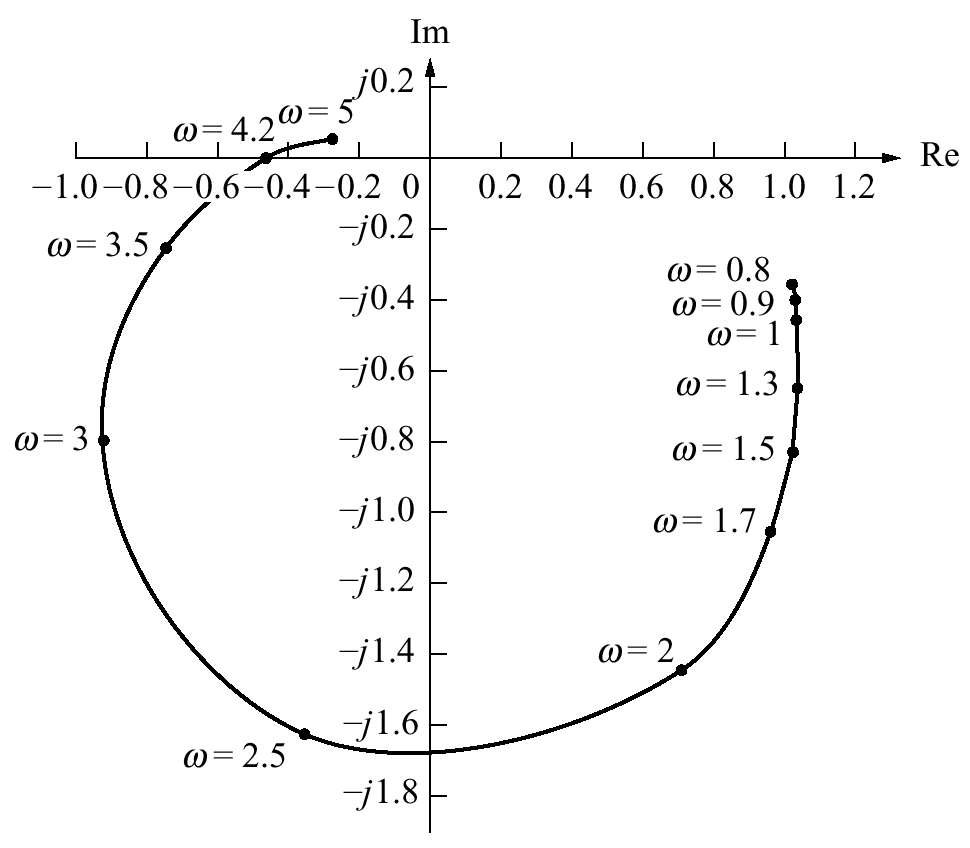 Im
j0.2
ω = 5
ω = 4.2
Re
−1.0 −0.8 −0.6 −0.4 −0.2 0 0.2 0.4 0.6 0.8 1.0 1.2
−j0.2
ω = 3.5
ω = 0.8
−j0.4
ω = 0.9
ω = 1
−j0.6
ω = 1.3
ω = 3
−j0.8
ω = 1.5
−j1.0
ω = 1.7
−j1.2
−j1.4
ω = 2
−j1.6
ω = 2.5
−j1.8